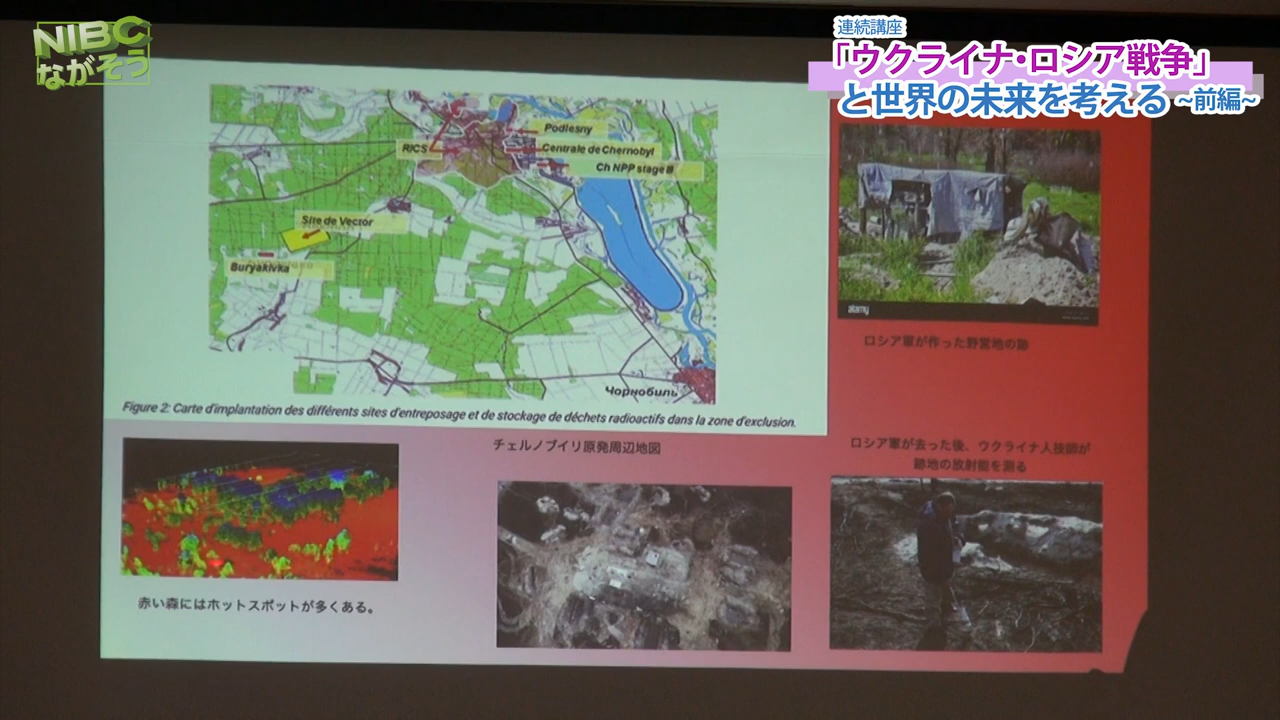 NIBC
ながそう
連続講座
「ウクライナ・ロシア戦争」
と世界の未来を考える ~前編~
Podlesny
RICS
Centrale de Chernobyl
Ch NPP stage II
Site de Vector
Buryakivka
Чорнобиль
Figure 2: Carte d'implantation des différents sites d'entreposage et de stockage de déchets radioactifs dans la zone d'exclusion.
alamy
ロシア軍が作った野営地の跡
チェルノブイリ原発周辺地図
ロシア軍が去った後、ウクライナ人技師が
跡地の放射能を測る
赤い森にはホットスポットが多くある。